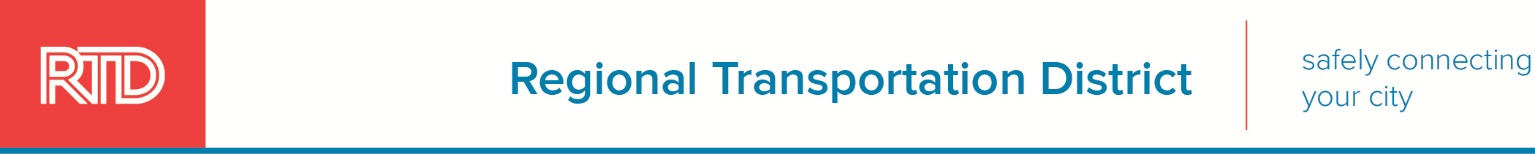 RTD
Regional Transportation District
safely connecting
your city